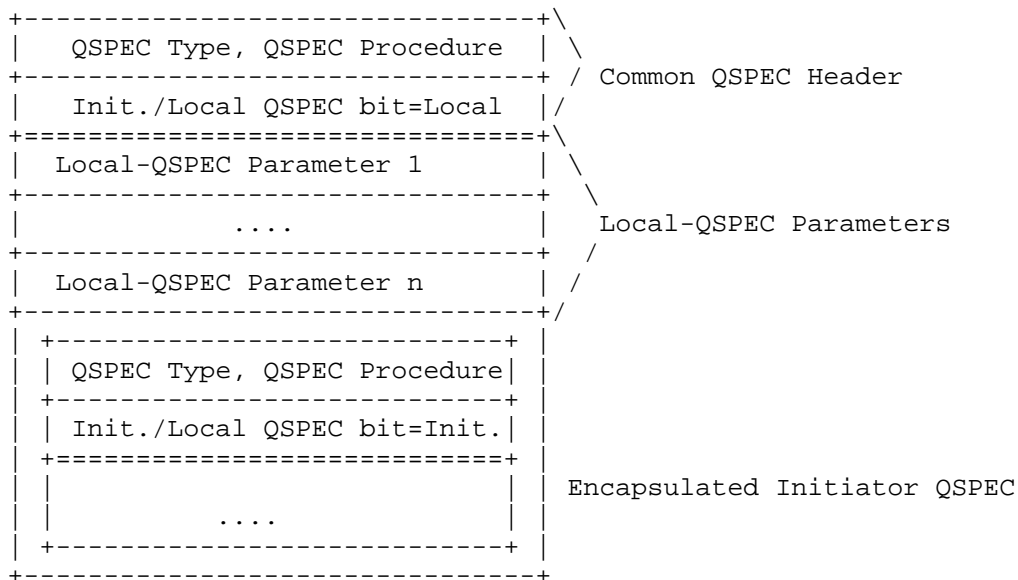 QSPEC Type, QSPEC Procedure
Common QSPEC Header
Init./Local QSPEC bit=Local
Local-QSPEC Parameter 1
.... Local-QSPEC Parameters
Local-QSPEC Parameter n
QSPEC Type, QSPEC Procedure
Init./Local QSPEC bit=Init.
Encapsulated Initiator QSPEC
....